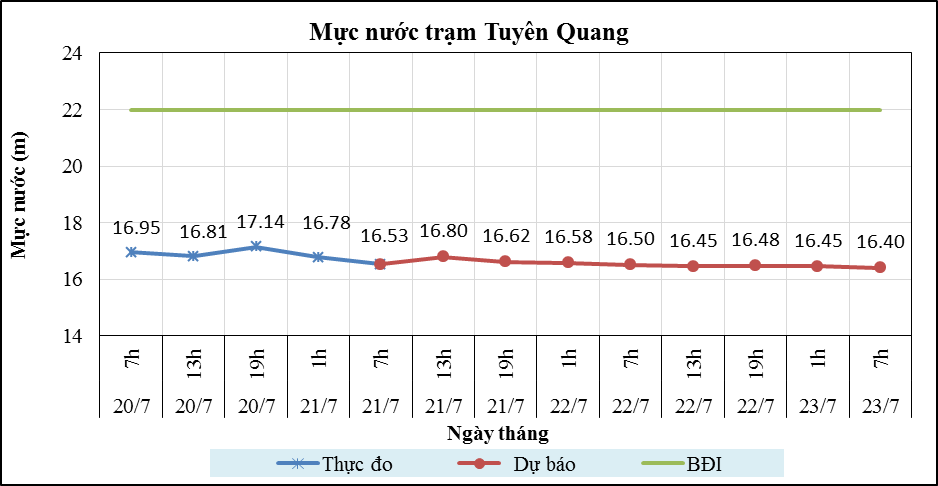 Mực nước trạm Tuyên Quang
Mực nước (m)
24
22
20
18
16
14
16.95 16.81 17.14 16.78 16.53 16.80 16.62 16.58 16.50 16.45 16.48 16.45 16.40
7h 13h 19h 1h 7h 13h 19h 1h 7h 13h 19h 1h 7h
20/7 20/7 20/7 21/7 21/7 21/7 21/7 22/7 22/7 22/7 22/7 23/7 23/7
Ngày tháng
Thực đo Dự báo BĐI